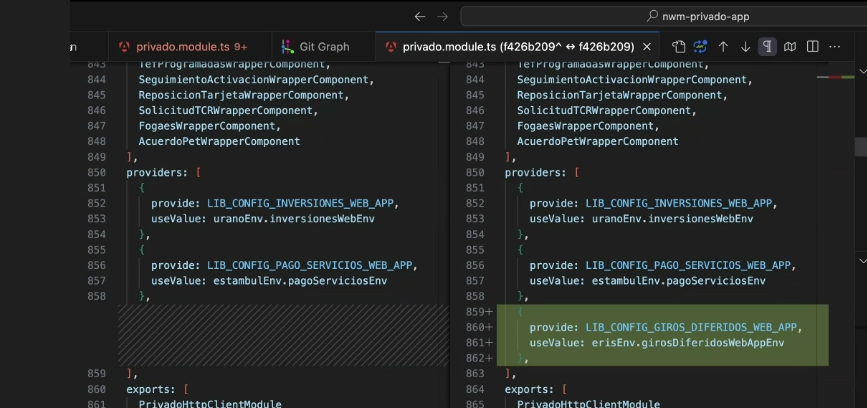 nwm-privado-app
privado.module.ts 9+
Git Graph
privado.module.ts (f426b209^ ↔ f426b209)
843 TefProgramadasWrapperComponent,
844 SeguimientoActivacionWrapperComponent,
845 ReposicionTarjetaWrapperComponent,
846 SolicitudTCRWrapperComponent,
847 FogaesWrapperComponent,
848 AcuerdoPetWrapperComponent
849 ],
850 providers: [
851 {
852 provide: LIB_CONFIG_INVERSIONES_WEB_APP,
853 useValue: uranoEnv.inversionesWebEnv
854 },
855 {
856 provide: LIB_CONFIG_PAGO_SERVICIOS_WEB_APP,
857 useValue: estambulEnv.pagoServiciosEnv
858 },
859 ],
860 exports: [
861 PrivadoHttpClientModule
843 TefProgramadasWrapperComponent,
844 SeguimientoActivacionWrapperComponent,
845 ReposicionTarjetaWrapperComponent,
846 SolicitudTCRWrapperComponent,
847 FogaesWrapperComponent,
848 AcuerdoPetWrapperComponent
849 ],
850 providers: [
851 {
852 provide: LIB_CONFIG_INVERSIONES_WEB_APP,
853 useValue: uranoEnv.inversionesWebEnv
854 },
855 {
856 provide: LIB_CONFIG_PAGO_SERVICIOS_WEB_APP,
857 useValue: estambulEnv.pagoServiciosEnv
858 },
859+ {
860+ provide: LIB_CONFIG_GIROS_DIFERIDOS_WEB_APP,
861+ useValue: erisEnv.girosDiferidosWebAppEnv
862+ },
863 ],
864 exports: [
865 PrivadoHttpClientModule